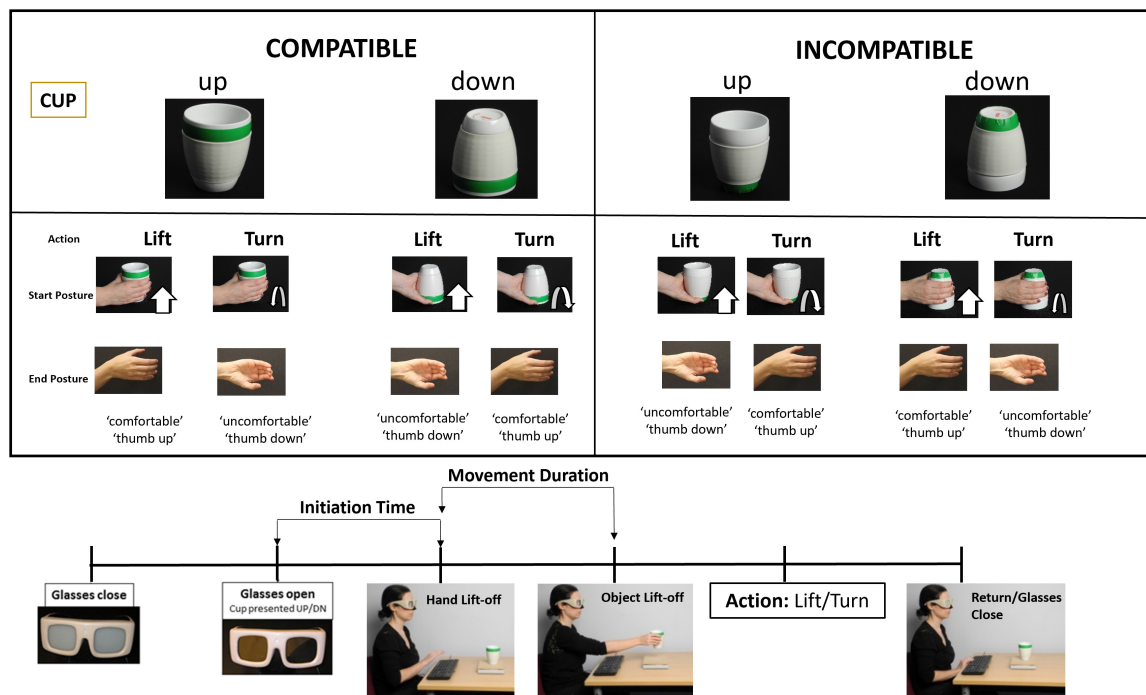 COMPATIBLE
INCOMPATIBLE
CUP
up
down
up
down
Action
Lift
Turn
Lift
Turn
Lift
Turn
Lift
Turn
Start Posture
End Posture
‘comfortable’
‘thumb up’
‘uncomfortable’
‘thumb down’
‘uncomfortable’
‘thumb down’
‘comfortable’
‘thumb up’
‘uncomfortable’
‘thumb down’
‘comfortable’
‘thumb up’
‘comfortable’
‘thumb up’
‘uncomfortable’
‘thumb down’
Movement Duration
Initiation Time
Glasses close
Glasses open
Cup presented UP/DN
Hand Lift-off
Object Lift-off
Action: Lift/Turn
Return/Glasses
Close